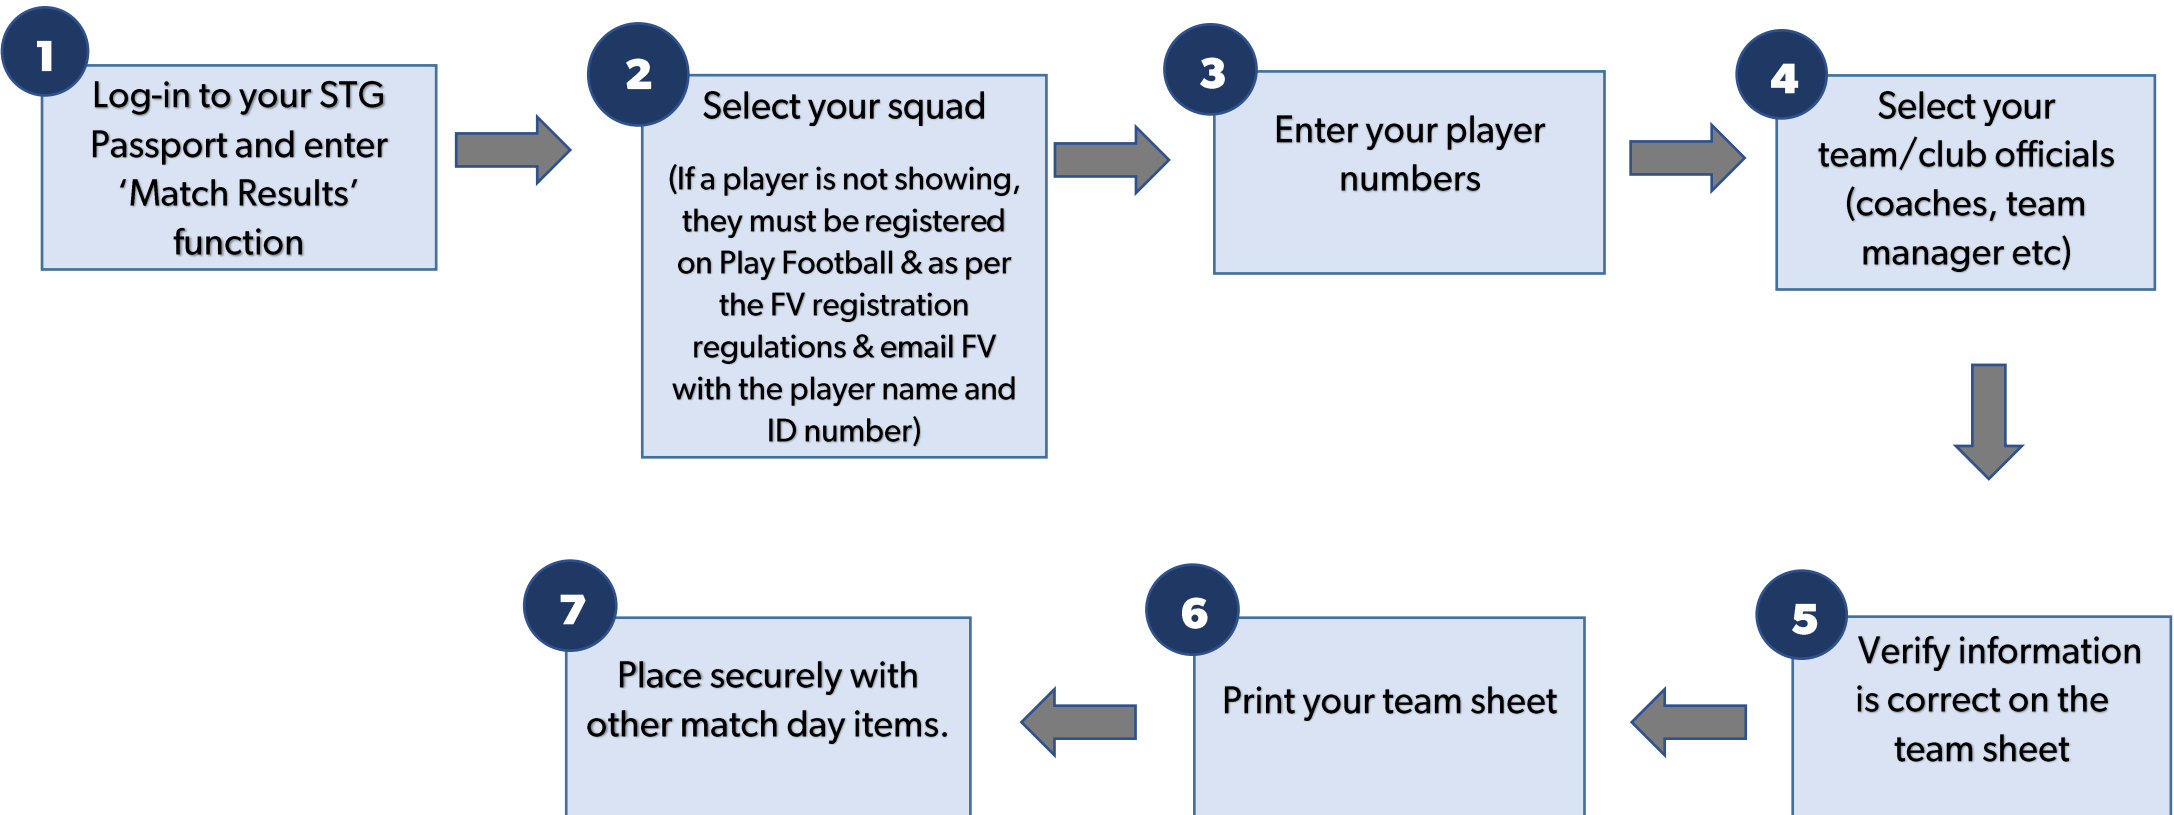 1
Log-in to your STG
Passport and enter
‘Match Results’
function
2
Select your squad
(If a player is not showing,
they must be registered
on Play Football & as per
the FV registration
regulations & email FV
with the player name and
ID number)
3
Enter your player
numbers
4
Select your
team/club officials
(coaches, team
manager etc)
5
Verify information
is correct on the
team sheet
6
Print your team sheet
7
Place securely with
other match day items.